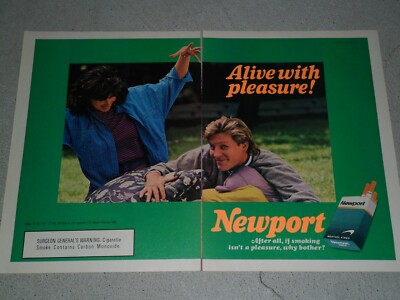 Alive with
pleasure!
Newport
After all, if smoking
isn't a pleasure, why bother?
Newport
SURGEON GENERAL'S WARNING: Cigarette
Smoke Contains Carbon Monoxide.